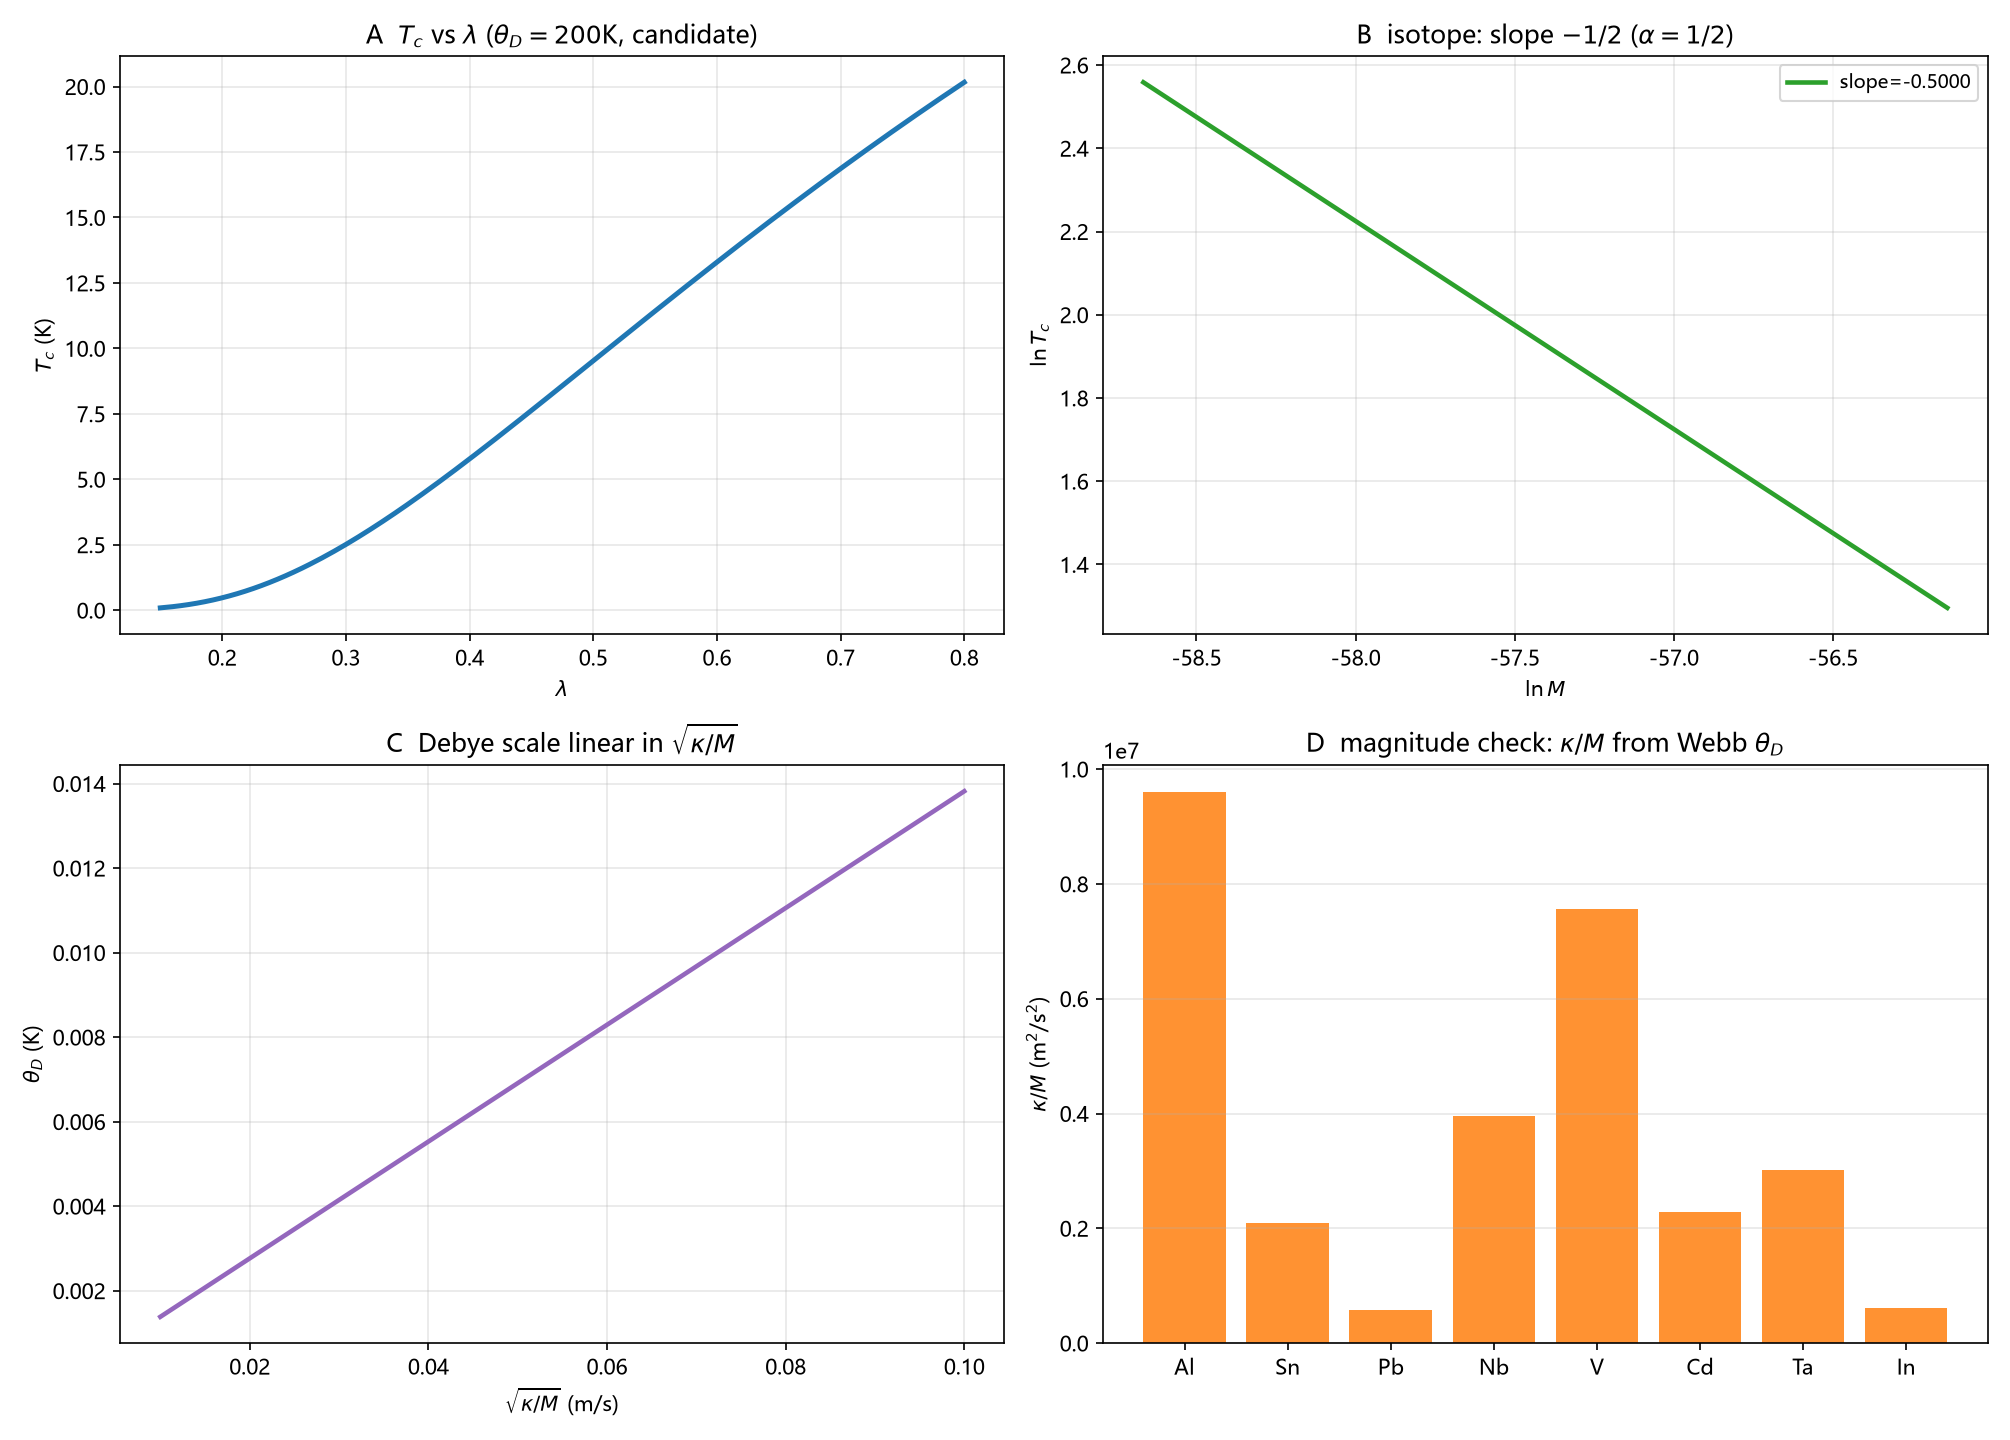 A  T_c vs λ (θ_D = 200K, candidate)
20.0
17.5
15.0
12.5
10.0
7.5
5.0
2.5
0.0
T_c (K)
0.2 0.3 0.4 0.5 0.6 0.7 0.8
λ
B  isotope: slope −1/2 (α = 1/2)
slope=-0.5000
2.6
2.4
2.2
2.0
1.8
1.6
1.4
ln T_c
-58.5 -58.0 -57.5 -57.0 -56.5
ln M
C  Debye scale linear in √κ/M
0.014
0.012
0.010
0.008
0.006
0.004
0.002
θ_D (K)
0.02 0.04 0.06 0.08 0.10
√κ/M (m/s)
D  magnitude check: κ/M from Webb θ_D
1e7
1.0
0.8
0.6
0.4
0.2
0.0
κ/M (m²/s²)
Al Sn Pb Nb V Cd Ta In